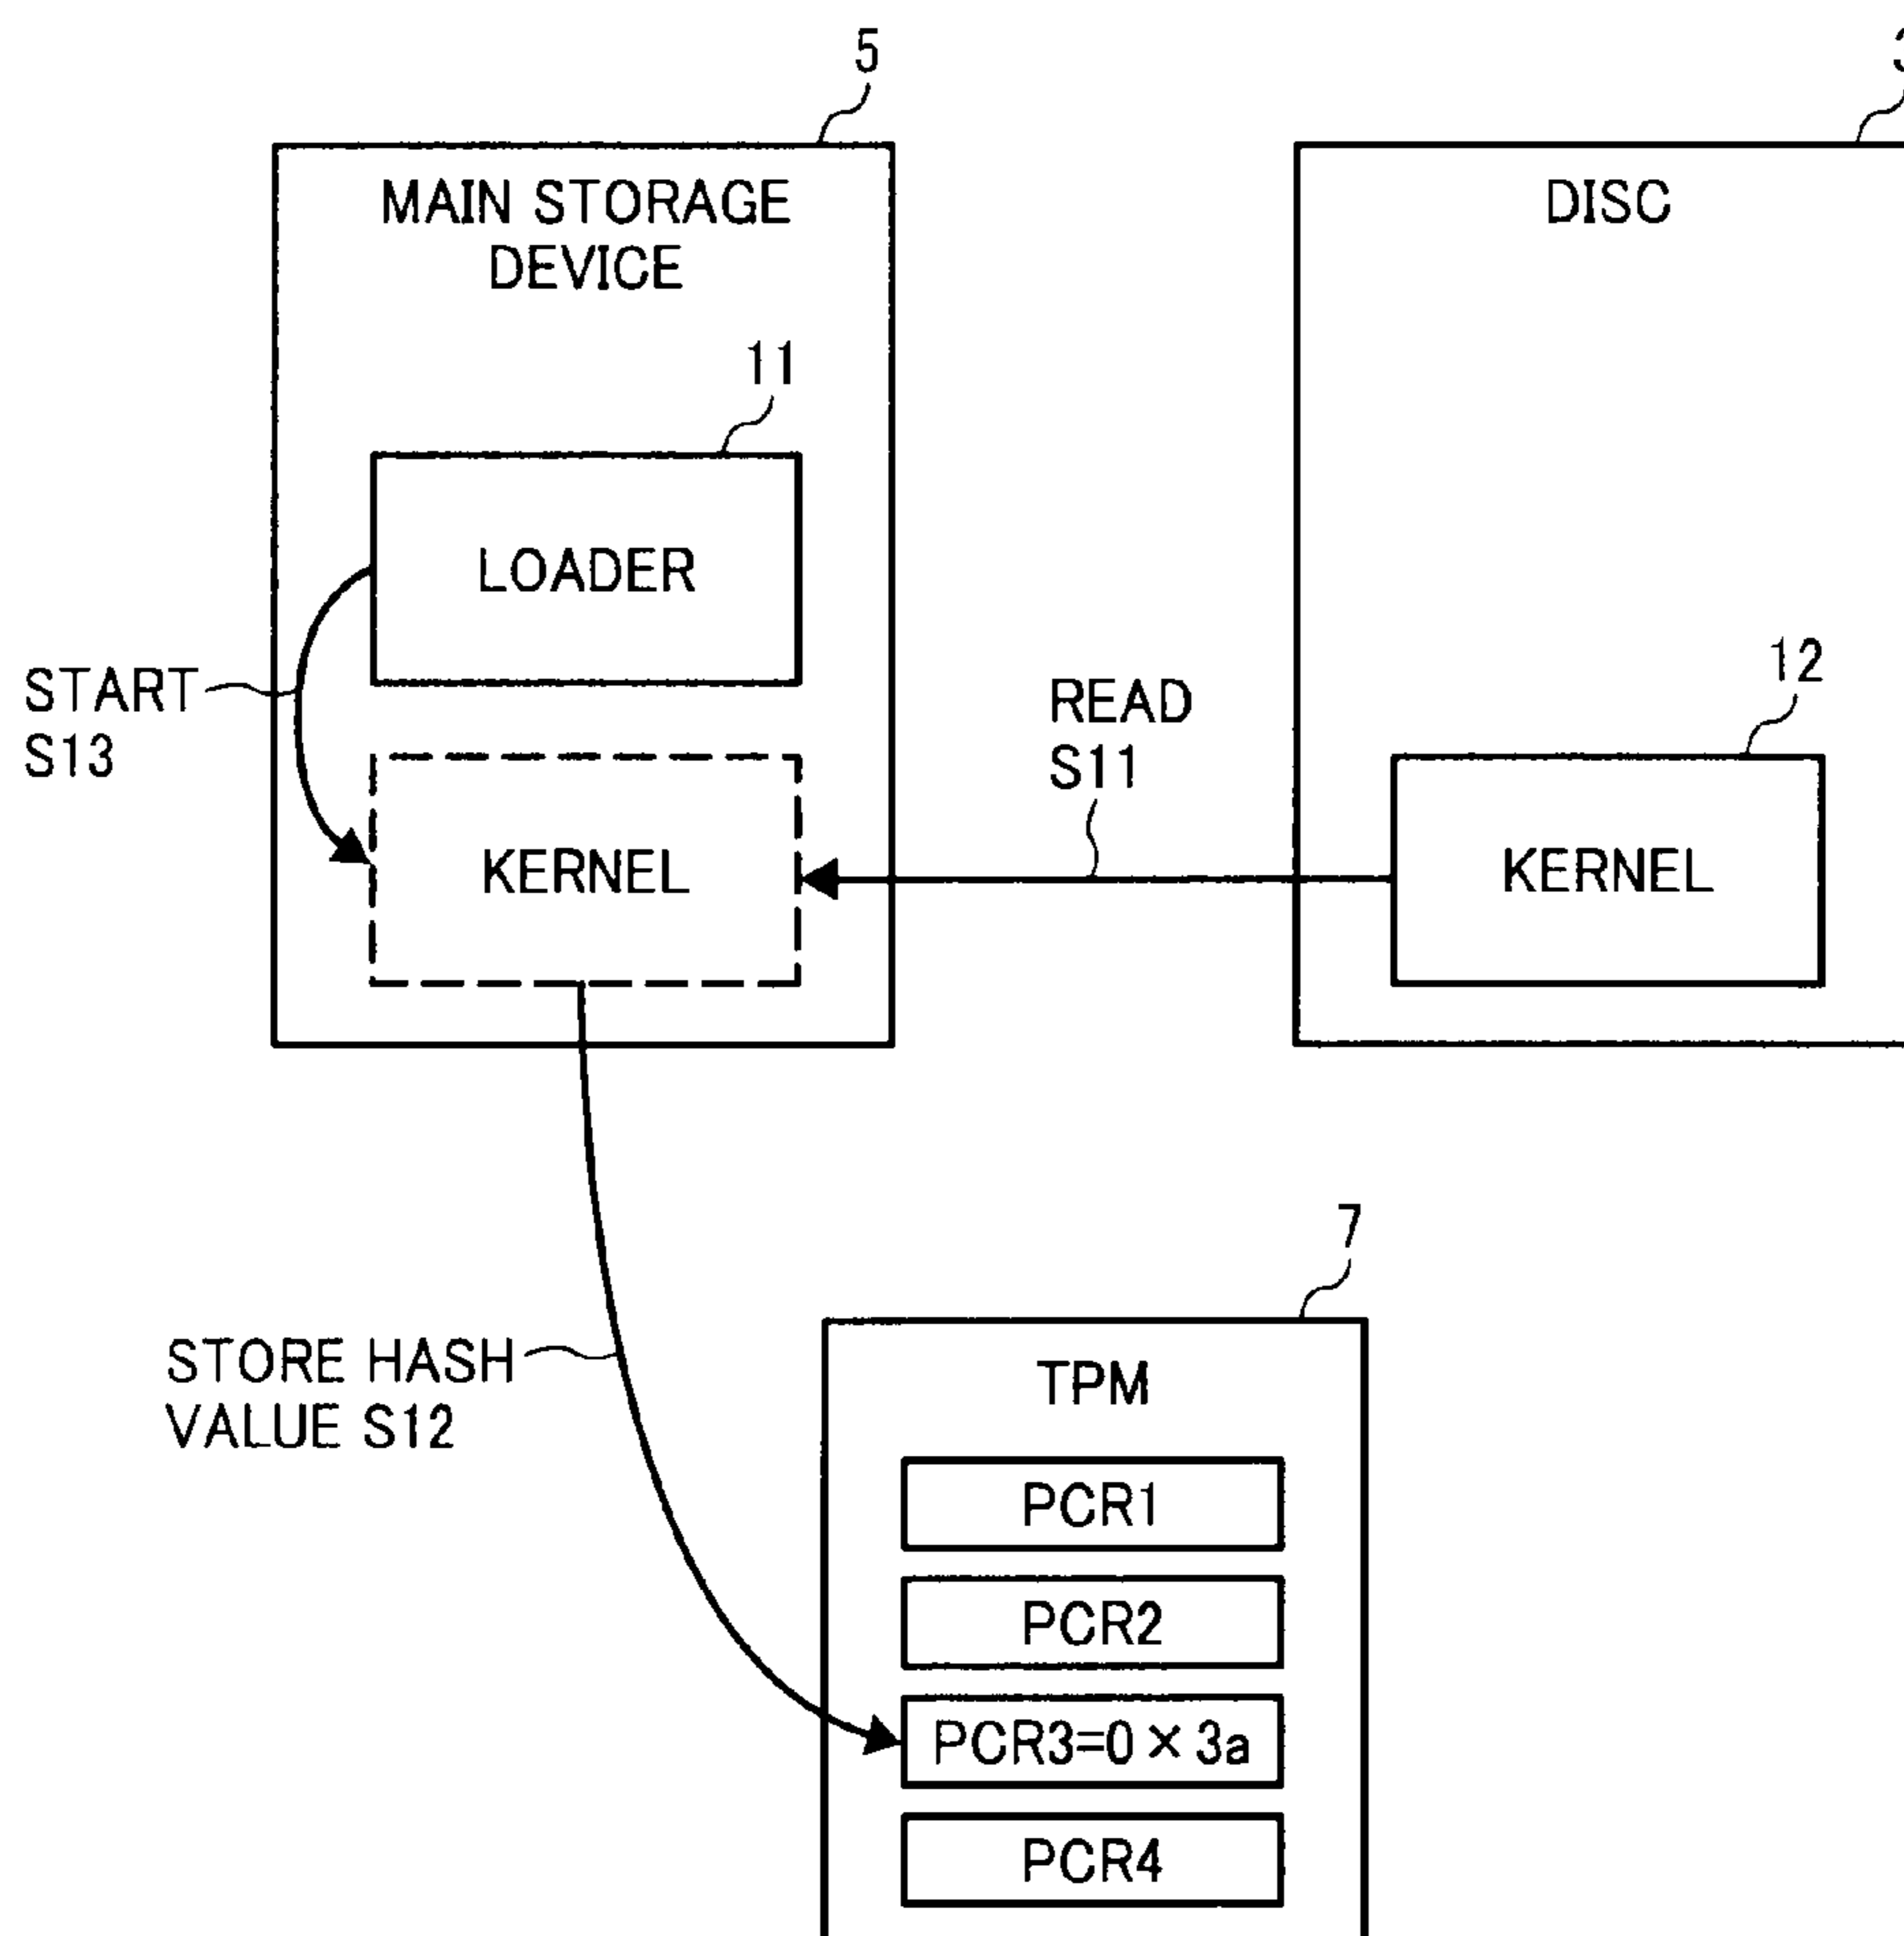 5
MAIN STORAGE
DEVICE
11
LOADER
START
S13
KERNEL
READ
S11
DISC
12
KERNEL
STORE HASH
VALUE S12
7
TPM
PCR1
PCR2
PCR3=0 × 3a
PCR4